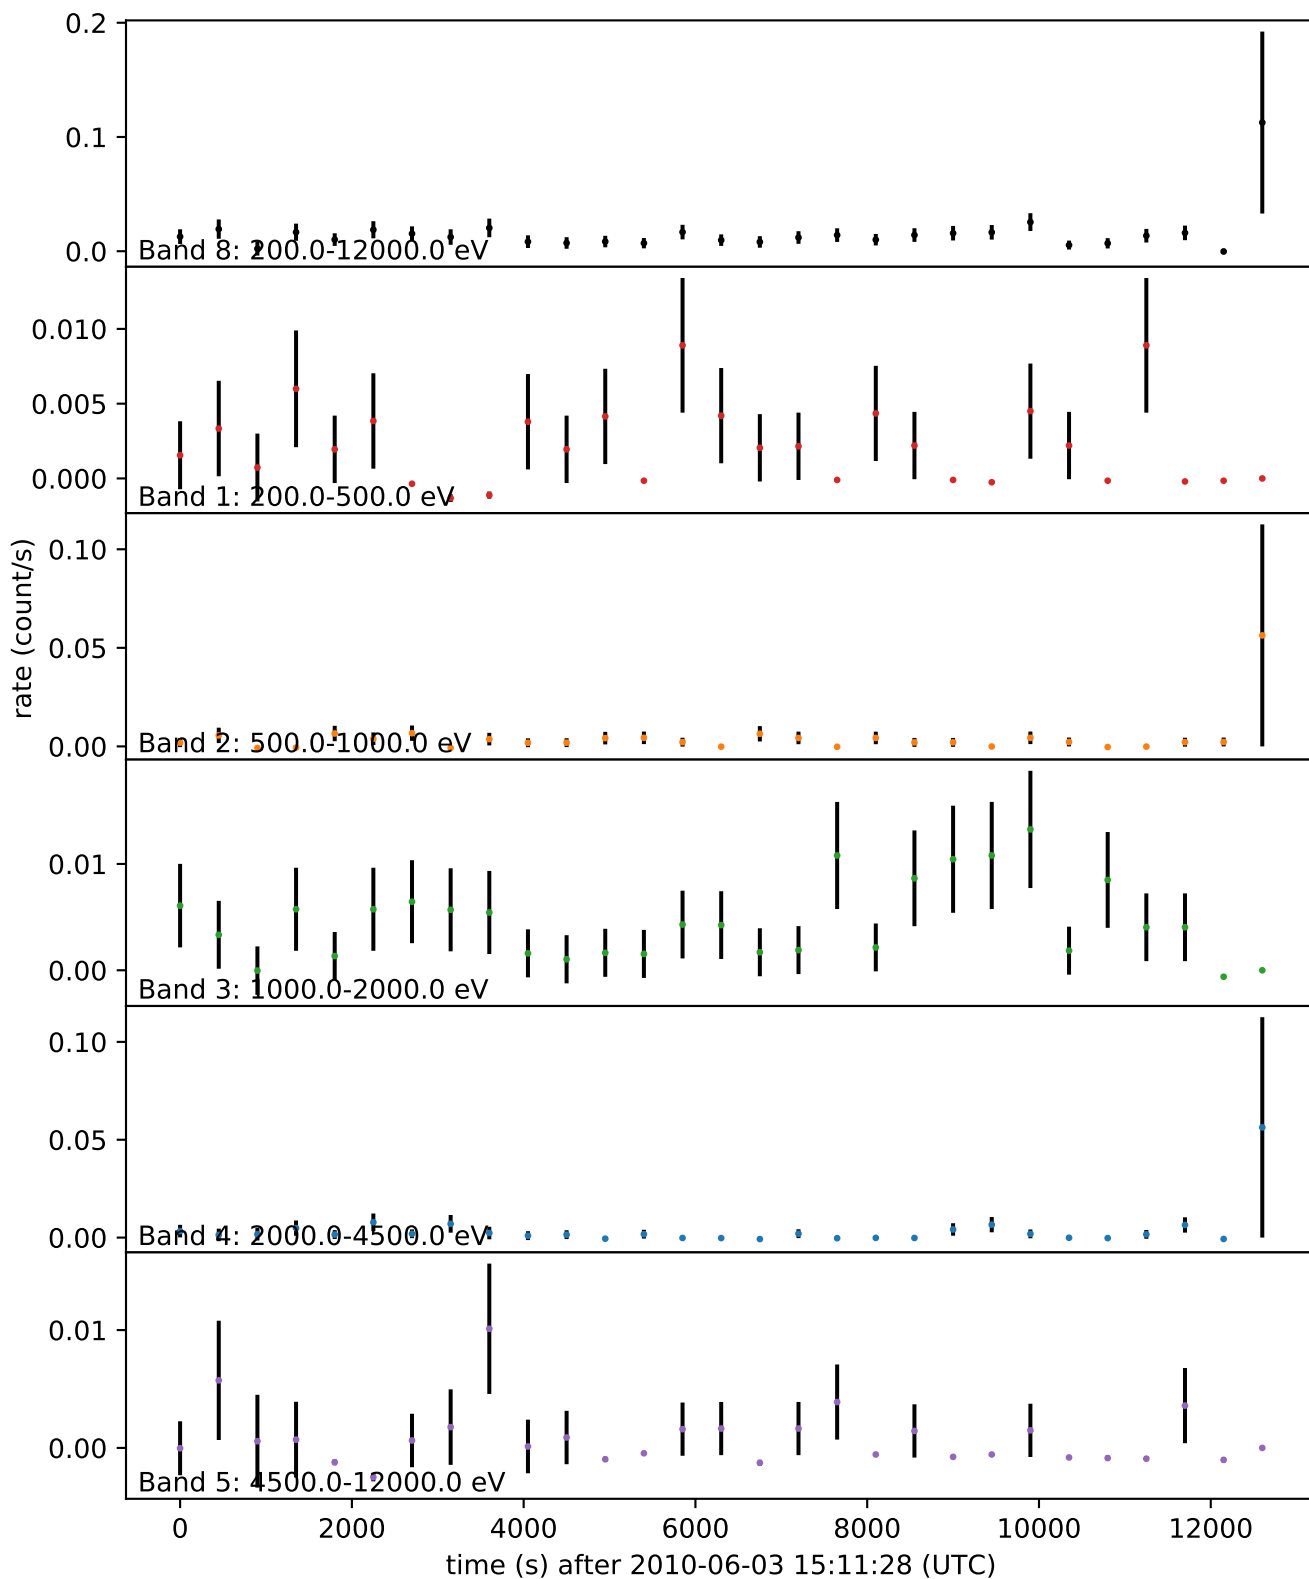 0.2
0.1
0.0
Band 8: 200.0-12000.0 eV
0.010
0.005
0.000
Band 1: 200.0-500.0 eV
rate (count/s)
0.10
0.05
0.00
Band 2: 500.0-1000.0 eV
0.01
0.00
Band 3: 1000.0-2000.0 eV
0.10
0.05
0.00
Band 4: 2000.0-4500.0 eV
0.01
0.00
Band 5: 4500.0-12000.0 eV
0 2000 4000 6000 8000 10000 12000
time (s) after 2010-06-03 15:11:28 (UTC)